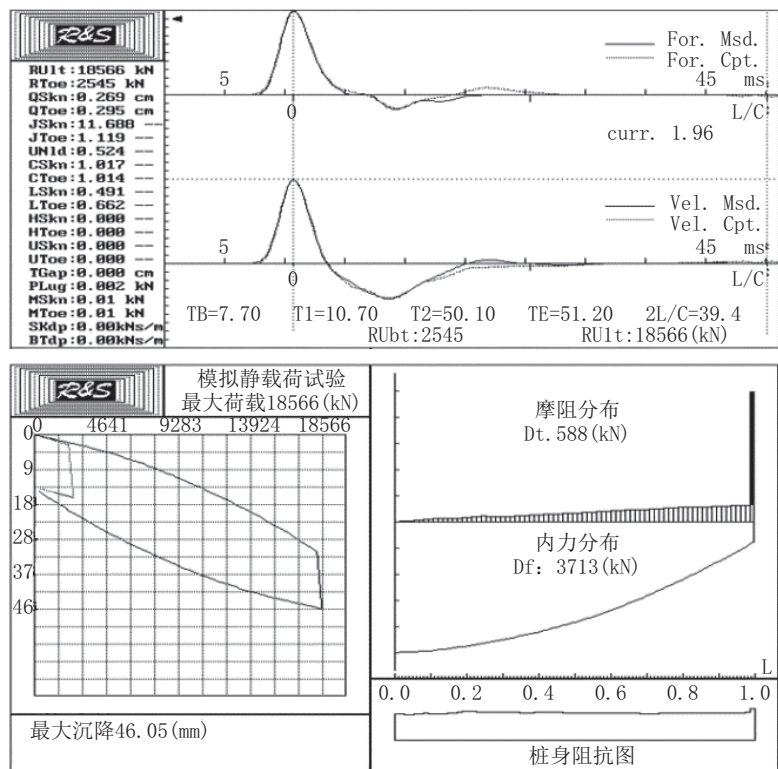 R&S
RUlt:18566 kN
RToe:2545 kN
QSkn:0.269 cm
QToe:0.295 cm
JSkn:11.688 --
JToe:1.119 --
UNld:0.524 --
CSkn:1.017 --
CToe:1.014 --
LSkn:0.491 --
LToe:0.662 --
HSkn:0.000 --
HToe:0.000 --
USkn:0.000 --
UToe:0.000 --
TGap:0.000 cm
PLug:0.002 kN
MSkn:0.01 kN
MToe:0.01 kN
SKdp:0.00kNs/m
BTdp:0.00kNs/m
For. Msd.
For. Cpt.
5
45 ms
0
L/C
curr. 1.96
Vel. Msd.
Vel. Cpt.
5
45 ms
0
L/C
TB=7.70 T1=10.70 T2=50.10 TE=51.20 2L/C=39.4
RUbt:2545 RUlt:18566(kN)
R&S
模拟静载荷试验
最大荷载18566(kN)
0 4641 9283 13924 18566
0
9
18
28
37
46
最大沉降46.05(mm)
摩阻分布
Dt.588(kN)
内力分布
Df: 3713(kN)
L
0.0 0.2 0.4 0.6 0.8 1.0
桩身阻抗图